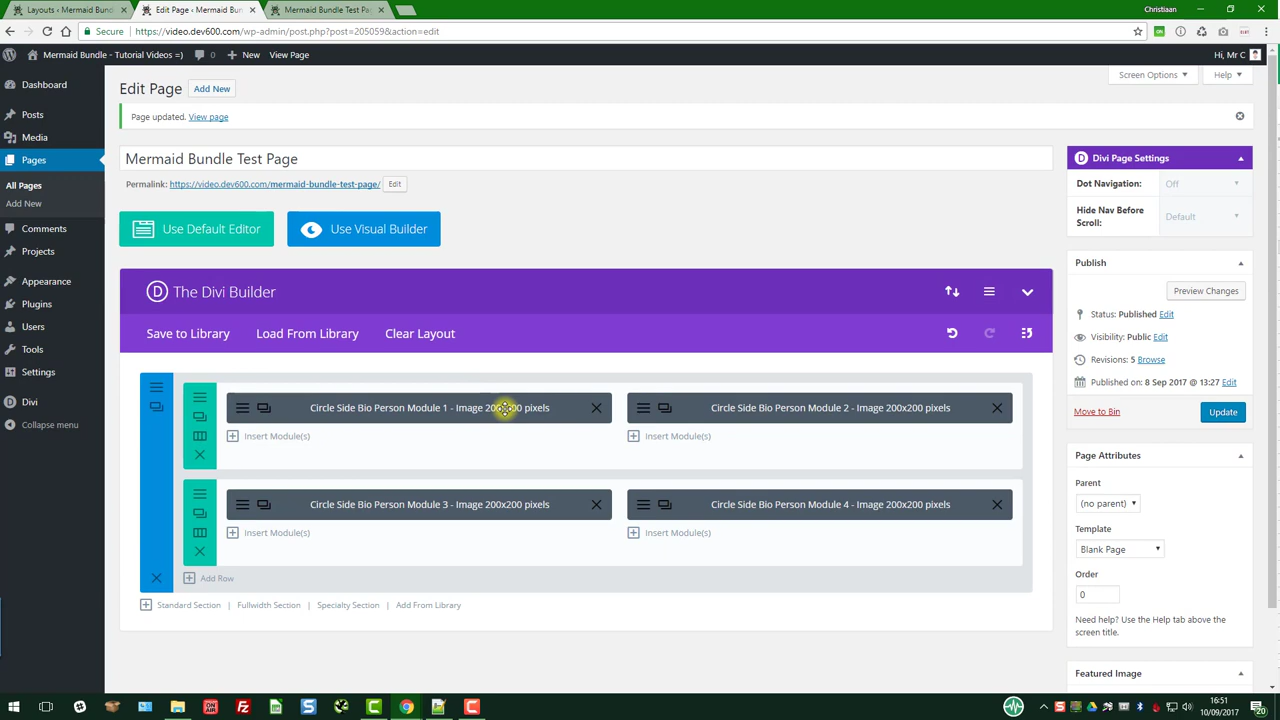 Layouts ‹ Mermaid Bundl
Edit Page ‹ Mermaid Bun
Mermaid Bundle Test Pag
Christian
Secure https://video.dev600.com/wp-admin/post.php?post=205059&action=edit
Mermaid Bundle - Tutorial Videos =) 0 New View Page Hi, Mr C
Dashboard
Posts
Media
Pages
All Pages
Add New
Comments
Projects
Appearance
Plugins
Users
Tools
Settings
Divi
Collapse menu
Screen Options Help
Edit Page Add New
Page updated. View page
Mermaid Bundle Test Page
Permalink: https://video.dev600.com/mermaid-bundle-test-page/ Edit
Use Default Editor Use Visual Builder
The Divi Builder
Save to Library Load From Library Clear Layout
Circle Side Bio Person Module 1 - Image 200x200 pixels
Circle Side Bio Person Module 2 - Image 200x200 pixels
Insert Module(s) Insert Module(s)
Circle Side Bio Person Module 3 - Image 200x200 pixels
Circle Side Bio Person Module 4 - Image 200x200 pixels
Insert Module(s) Insert Module(s)
Add Row
Standard Section | Fullwidth Section | Specialty Section | Add From Library
Divi Page Settings
Dot Navigation: Off
Hide Nav Before Default
Scroll:
Publish
Preview Changes
Status: Published Edit
Visibility: Public Edit
Revisions: 5 Browse
Published on: 8 Sep 2017 @ 13:27 Edit
Move to Bin Update
Page Attributes
Parent
(no parent)
Template
Blank Page
Order
0
Need help? Use the Help tab above the
screen title.
Featured Image
16:51
10/09/2017